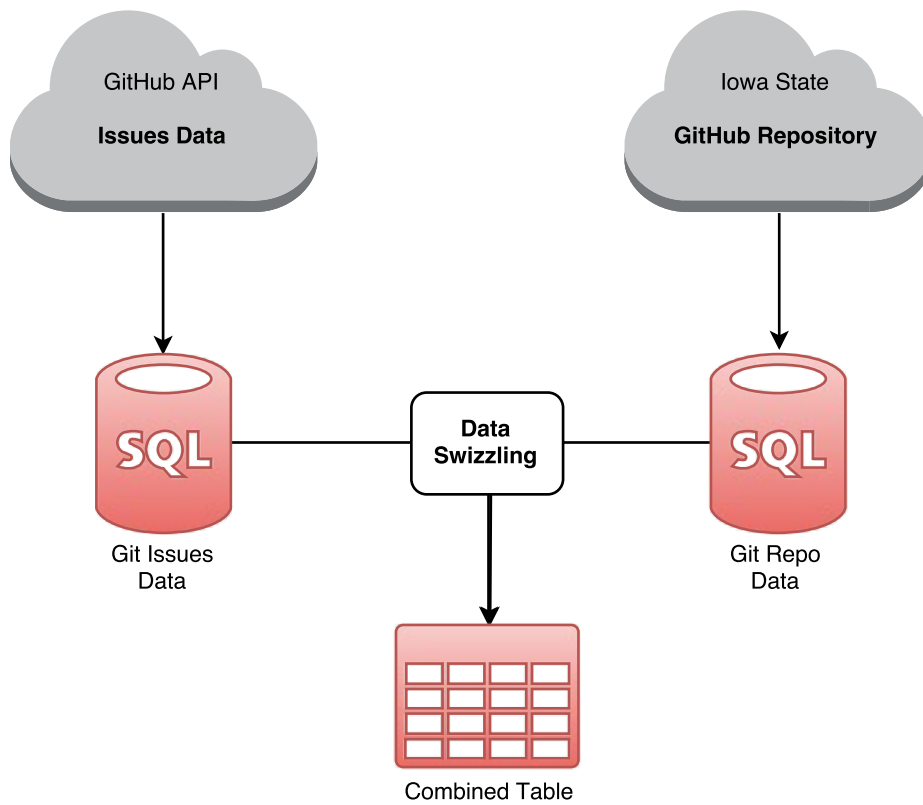 GitHub API
Issues Data
Iowa State
GitHub Repository
SQL
Data
Swizzling
SQL
Git Issues
Data
Git Repo
Data
Combined Table